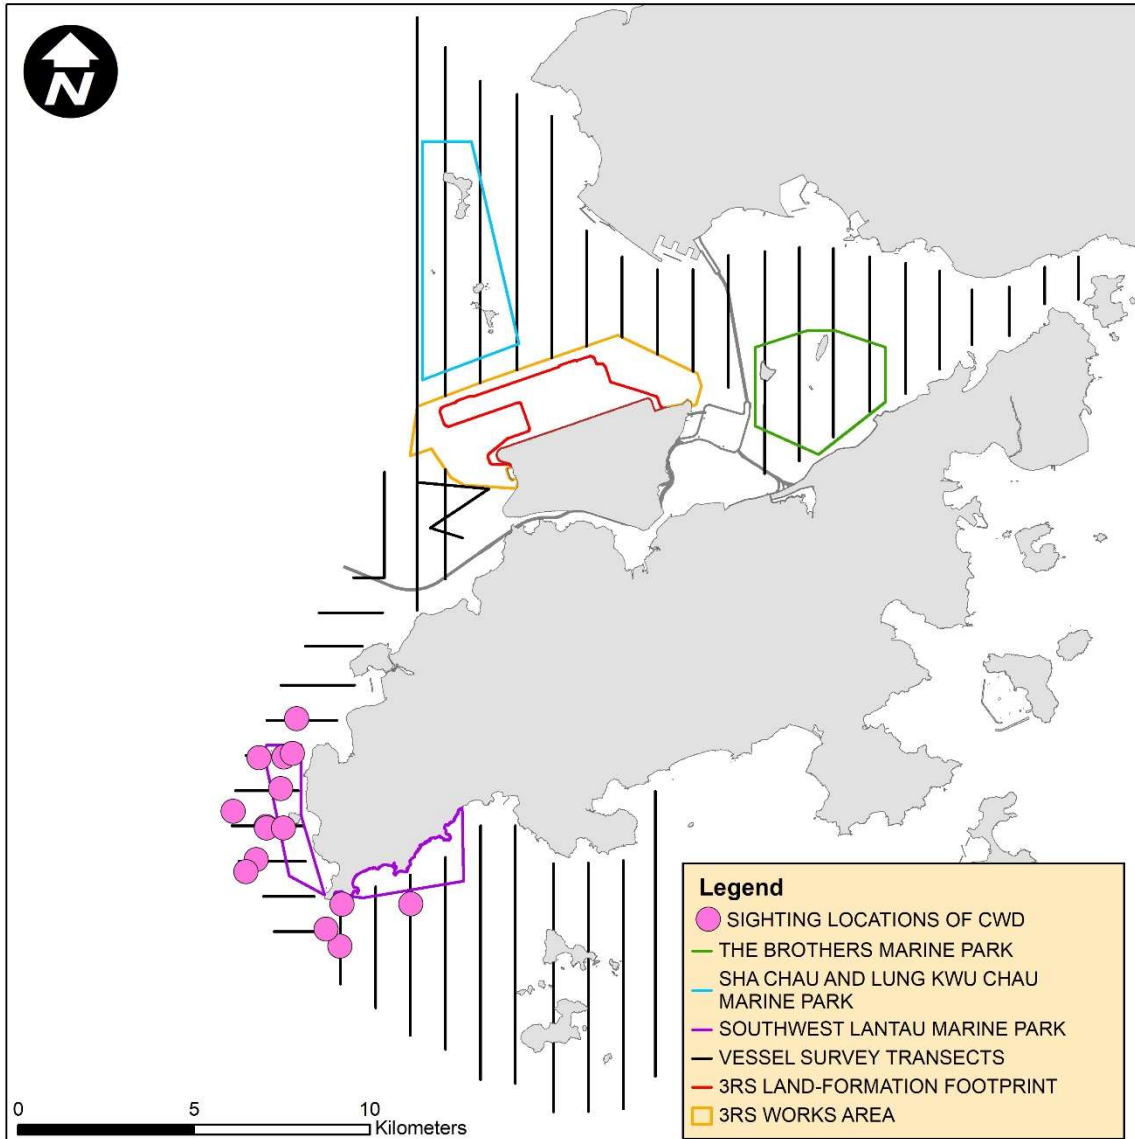 N
Legend
SIGHTING LOCATIONS OF CWD
THE BROTHERS MARINE PARK
SHA CHAU AND LUNG KWU CHAU
MARINE PARK
SOUTHWEST LANTAU MARINE PARK
VESSEL SURVEY TRANSECTS
3RS LAND-FORMATION FOOTPRINT
3RS WORKS AREA
0 5 10
Kilometers